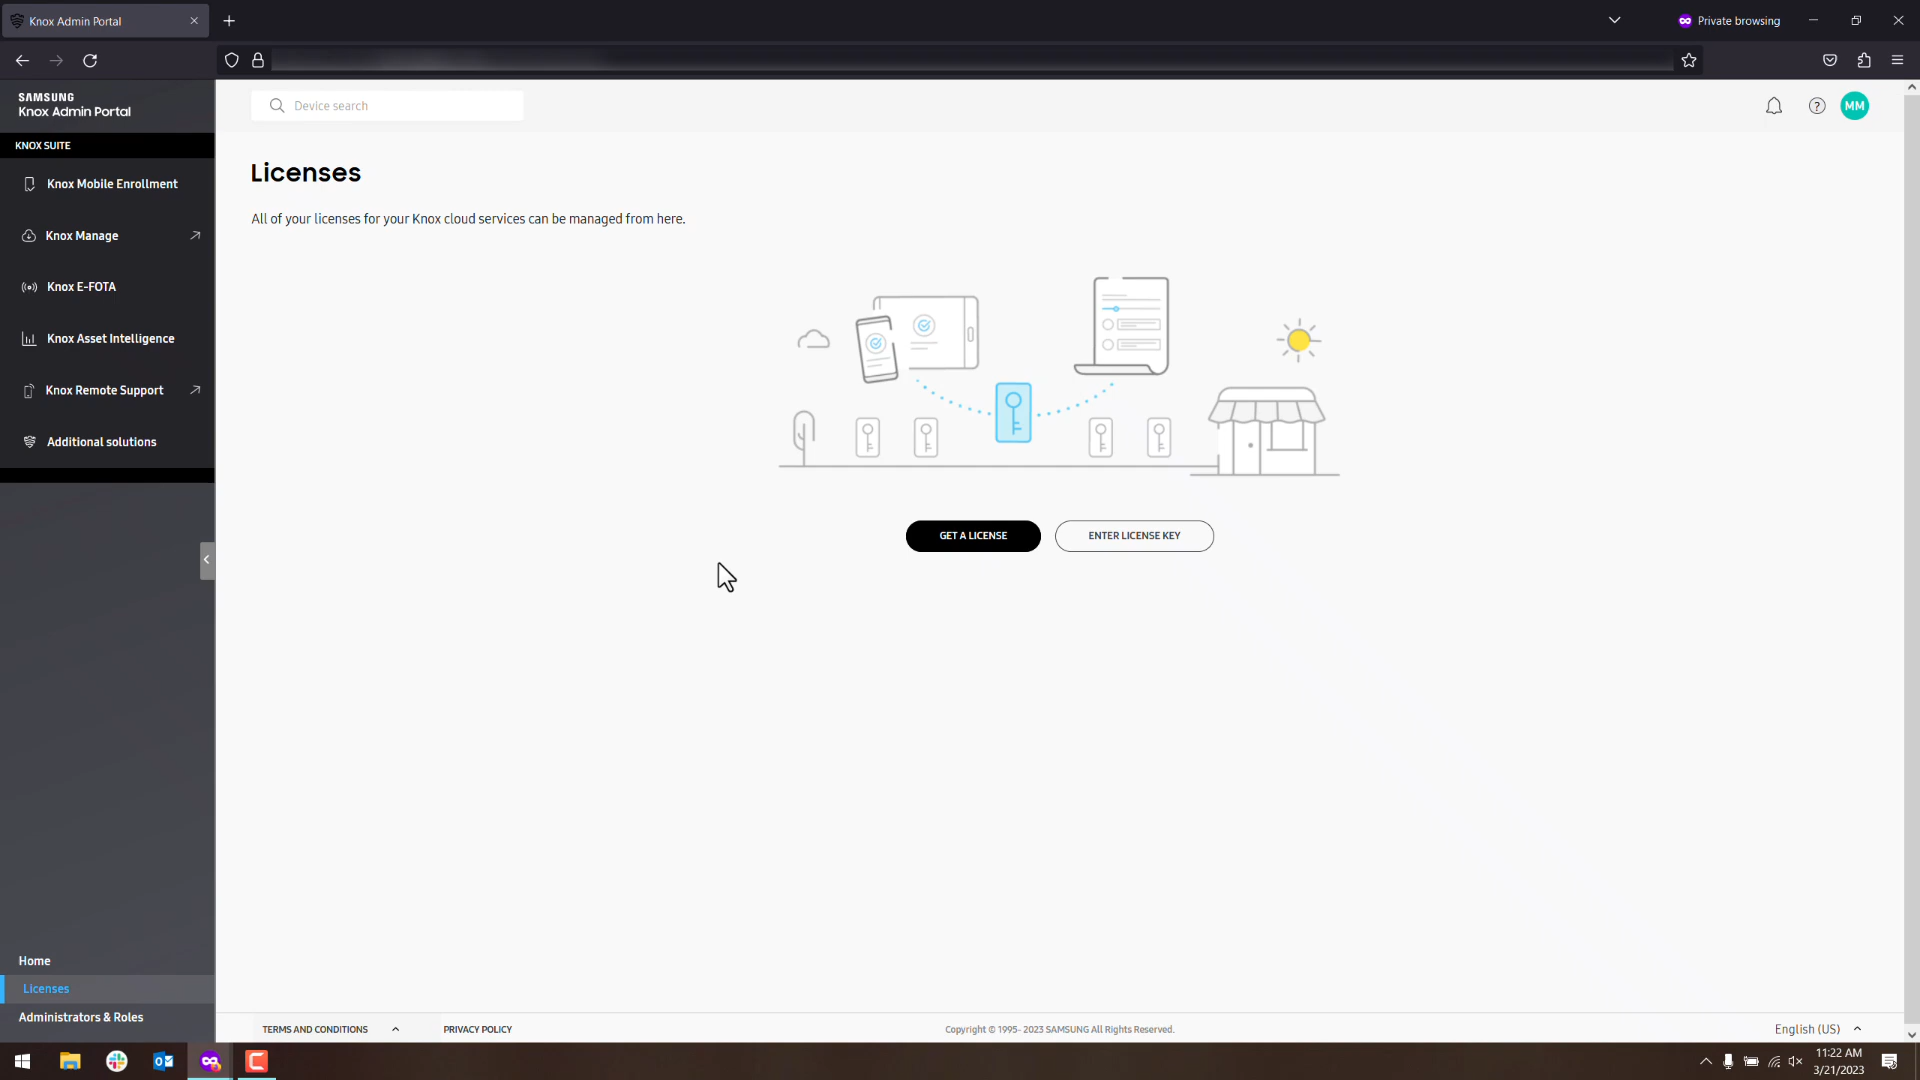 Knox Admin Portal
Private browsing
SAMSUNG
Knox Admin Portal
Device search
MM
KNOX SUITE
Knox Mobile Enrollment
Knox Manage
Knox E-FOTA
Knox Asset Intelligence
Knox Remote Support
Additional solutions
Licenses
All of your licenses for your Knox cloud services can be managed from here.
GET A LICENSE
ENTER LICENSE KEY
Home
Licenses
Administrators & Roles
TERMS AND CONDITIONS
PRIVACY POLICY
Copyright © 1995- 2023 SAMSUNG All Rights Reserved.
English (US)
11:22 AM
3/21/2023